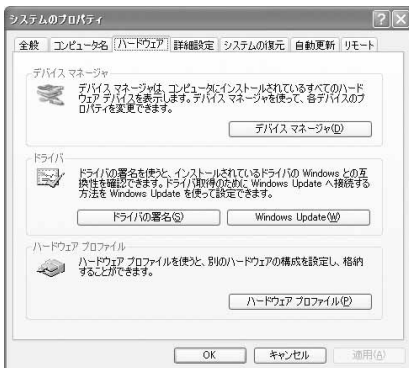 システムのプロパティ
全般 コンピュータ名 ハードウェア 詳細設定 システムの復元 自動更新 リモート
デバイス マネージャ
デバイス マネージャは、コンピュータにインストールされているすべてのハード
ウェア デバイスを表示します。デバイス マネージャを使って、各デバイスのプ
ロパティを変更できます。
デバイス マネージャ(D)
ドライバ
ドライバの署名を使うと、インストールされているドライバの Windows との互
換性を確認できます。ドライバ取得のために Windows Update へ接続する
方法を Windows Update を使って設定できます。
ドライバの署名(S) Windows Update(W)
ハードウェア プロファイル
ハードウェア プロファイルを使うと、別のハードウェアの構成を設定し、格納
することができます。
ハードウェア プロファイル(P)
OK キャンセル 適用(A)